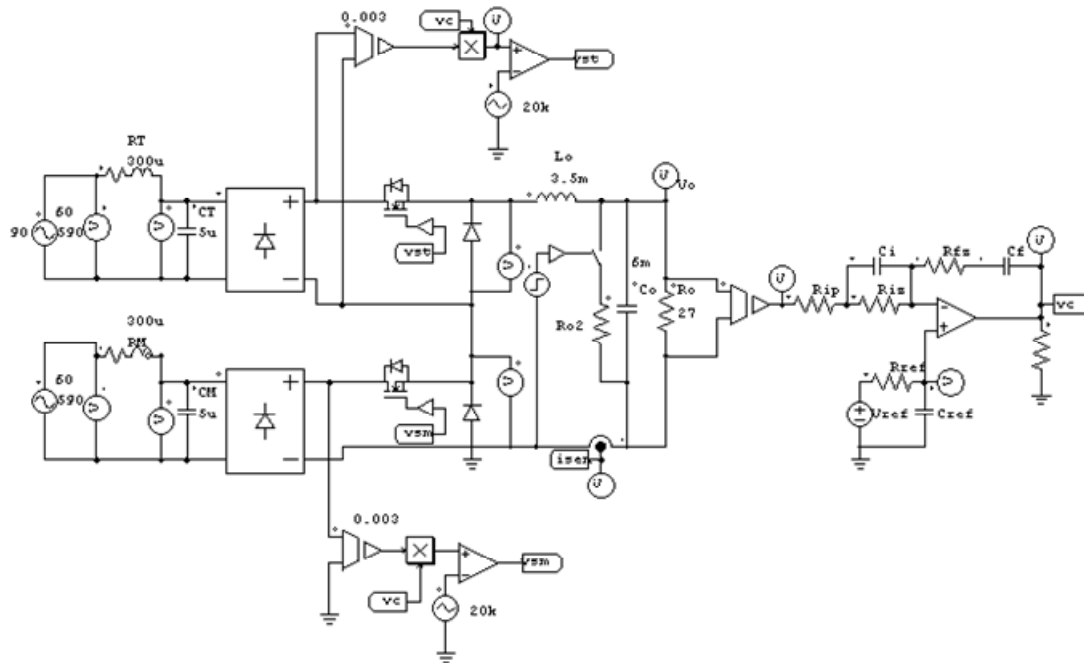 0.003
vc
vst
20k
RT
300u
60
90
590
CT
5u
vst
Lo
3.5m
Uo
6m
Co
Ro
27
Ro2
Rip
Ci
Ris
Rfs
Cf
vc
Rref
Uref
Cref
300u
RM
60
590
CM
5u
vsm
isen
0.003
vc
vsm
20k